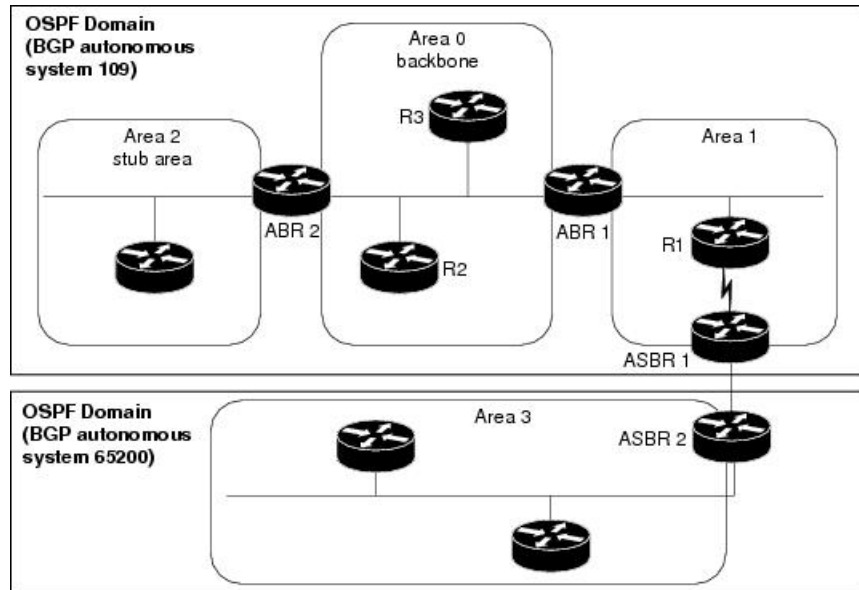 OSPF Domain
(BGP autonomous
system 109)
Area 0
backbone
R3
Area 2
stub area
Area 1
ABR 2
ABR 1
R2
R1
ASBR 1
OSPF Domain
(BGP autonomous
system 65200)
Area 3
ASBR 2